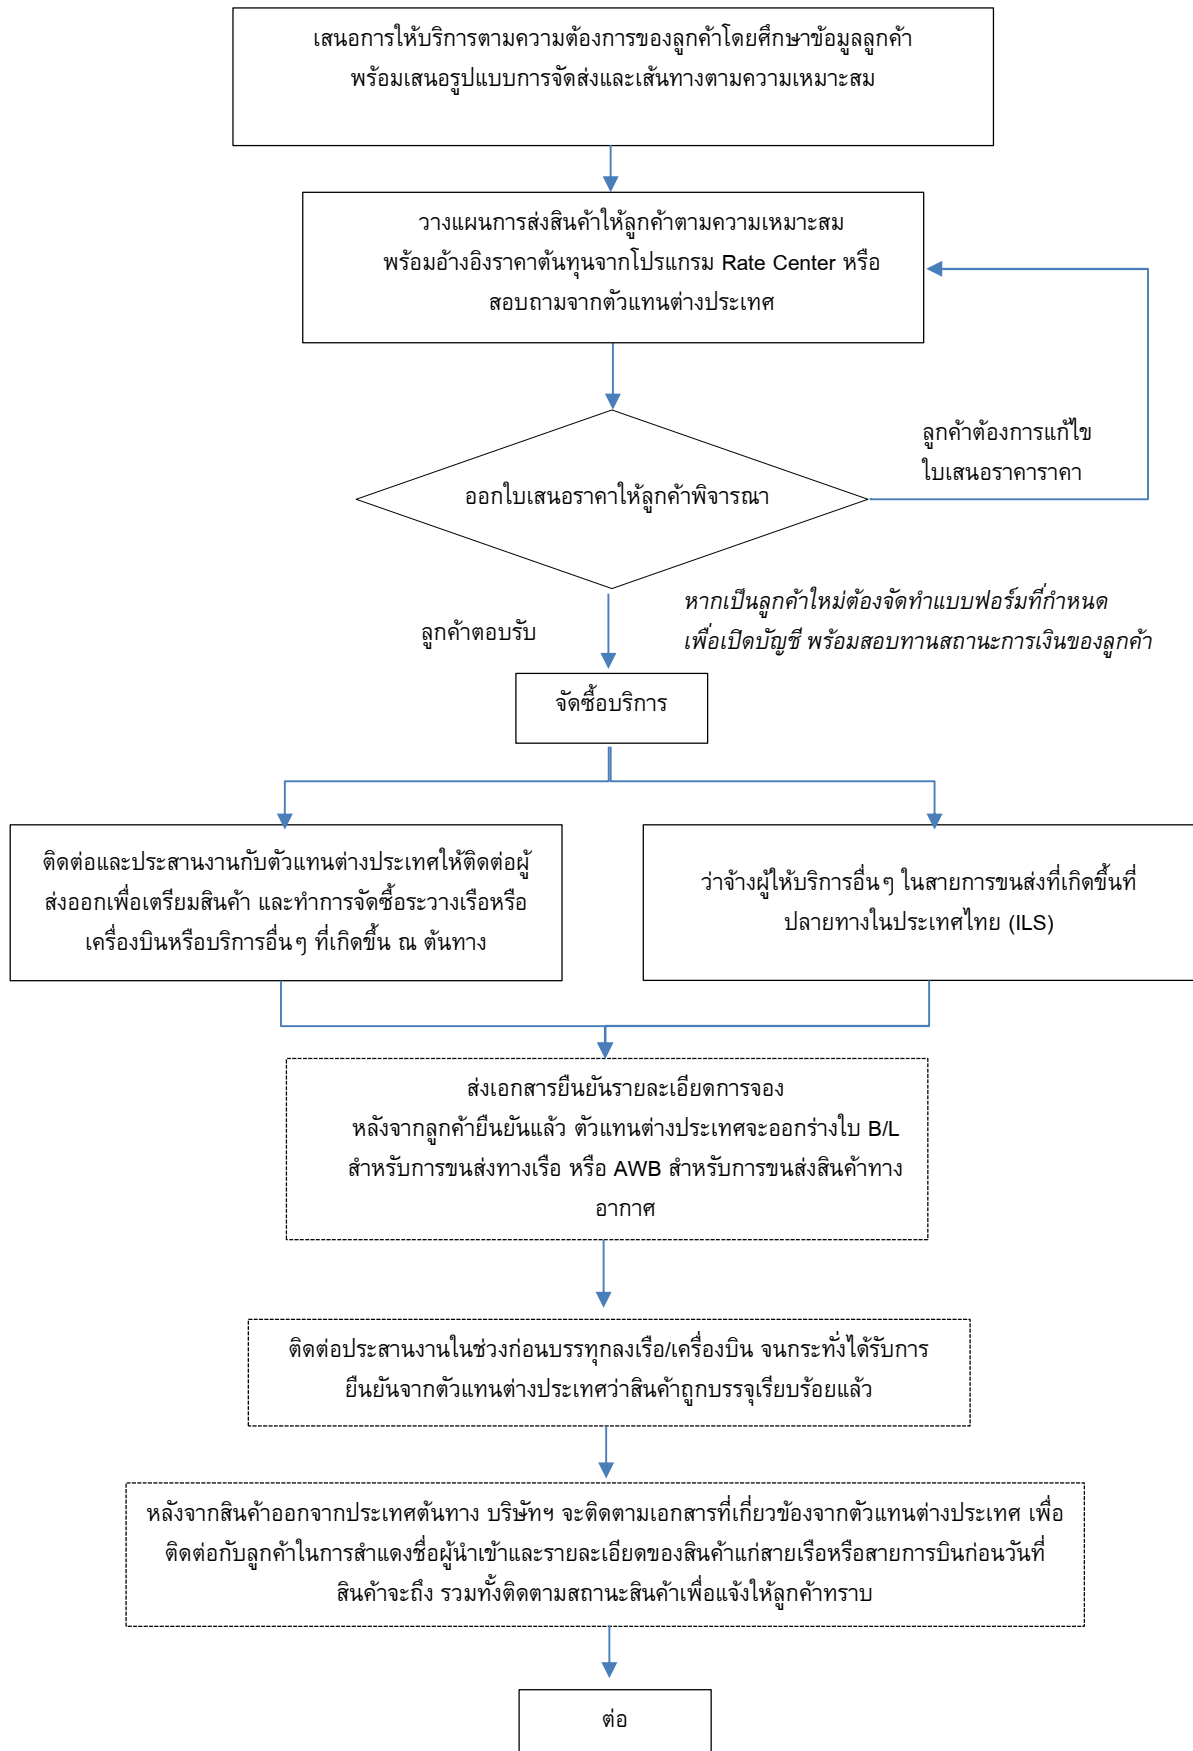 เสนอการให้บริการตามความต้องการของลูกค้าโดยศึกษาข้อมูลลูกค้า
พร้อมเสนอรูปแบบการจัดส่งและเส้นทางตามความเหมาะสม
วางแผนการส่งสินค้าให้ลูกค้าตามความเหมาะสม
พร้อมอ้างอิงราคาต้นทุนจากโปรแกรม Rate Center หรือ
สอบถามจากตัวแทนต่างประเทศ
ลูกค้าต้องการแก้ไข
ใบเสนอราคาราคา
ออกใบเสนอราคาให้ลูกค้าพิจารณา
หากเป็นลูกค้าใหม่ต้องจัดทำแบบฟอร์มที่กำหนด
เพื่อเปิดบัญชี พร้อมสอบทานสถานะการเงินของลูกค้า
ลูกค้าตอบรับ
จัดซื้อบริการ
ติดต่อและประสานงานกับตัวแทนต่างประเทศให้ติดต่อผู้
ส่งออกเพื่อเตรียมสินค้า และทำการจัดซื้อระวางเรือหรือ
เครื่องบินหรือบริการอื่นๆ ที่เกิดขึ้น ณ ต้นทาง
ว่าจ้างผู้ให้บริการอื่นๆ ในสายการขนส่งที่เกิดขึ้นที่
ปลายทางในประเทศไทย (ILS)
ส่งเอกสารยืนยันรายละเอียดการจอง
หลังจากลูกค้ายืนยันแล้ว ตัวแทนต่างประเทศจะออกร่างใบ B/L
สำหรับการขนส่งทางเรือ หรือ AWB สำหรับการขนส่งสินค้าทาง
อากาศ
ติดต่อประสานงานในช่วงก่อนบรรทุกลงเรือ/เครื่องบิน จนกระทั่งได้รับการ
ยืนยันจากตัวแทนต่างประเทศว่าสินค้าถูกบรรจุเรียบร้อยแล้ว
หลังจากสินค้าออกจากประเทศต้นทาง บริษัทฯ จะติดตามเอกสารที่เกี่ยวข้องจากตัวแทนต่างประเทศ เพื่อ
ติดต่อกับลูกค้าในการสำแดงชื่อผู้นำเข้าและรายละเอียดของสินค้าแก่สายเรือหรือสายการบินก่อนวันที่
สินค้าจะถึง รวมทั้งติดตามสถานะสินค้าเพื่อแจ้งให้ลูกค้าทราบ
ต่อ